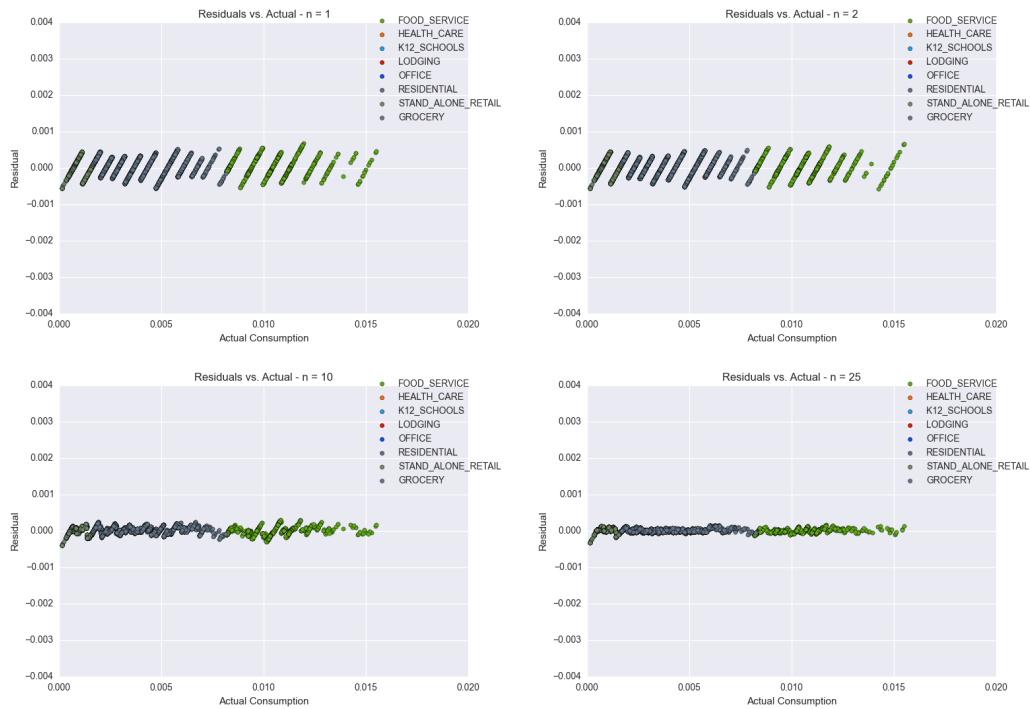 Residuals vs. Actual - n = 1
0.004
0.003
0.002
0.001
0.000
−0.001
−0.002
−0.003
−0.004
Residual
0.000
0.005
0.010
0.015
0.020
Actual Consumption
FOOD_SERVICE
HEALTH_CARE
K12_SCHOOLS
LODGING
OFFICE
RESIDENTIAL
STAND_ALONE_RETAIL
GROCERY
Residuals vs. Actual - n = 2
0.004
0.003
0.002
0.001
0.000
−0.001
−0.002
−0.003
−0.004
Residual
0.000
0.005
0.010
0.015
0.020
Actual Consumption
FOOD_SERVICE
HEALTH_CARE
K12_SCHOOLS
LODGING
OFFICE
RESIDENTIAL
STAND_ALONE_RETAIL
GROCERY
Residuals vs. Actual - n = 10
0.004
0.003
0.002
0.001
0.000
−0.001
−0.002
−0.003
−0.004
Residual
0.000
0.005
0.010
0.015
0.020
Actual Consumption
FOOD_SERVICE
HEALTH_CARE
K12_SCHOOLS
LODGING
OFFICE
RESIDENTIAL
STAND_ALONE_RETAIL
GROCERY
Residuals vs. Actual - n = 25
0.004
0.003
0.002
0.001
0.000
−0.001
−0.002
−0.003
−0.004
Residual
0.000
0.005
0.010
0.015
0.020
Actual Consumption
FOOD_SERVICE
HEALTH_CARE
K12_SCHOOLS
LODGING
OFFICE
RESIDENTIAL
STAND_ALONE_RETAIL
GROCERY